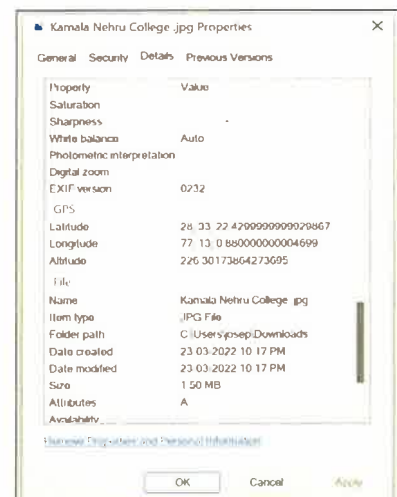 Kamala Nehru College .jpg Properties
General Security Details Previous Versions
Property Value
Saturation
Sharpness
White balance Auto
Photometric interpretation
Digital zoom
EXIF version 0232
GPS
Latitude 28 33 22.4299999999929867
Longitude 77 13 0.880000000004699
Altitude 226.30173864273695
File
Name Kamala Nehru College .jpg
Item type JPG File
Folder path C:\Users\josep\Downloads
Date created 23-03-2022 10:17 PM
Date modified 23-03-2022 10:17 PM
Size 1.50 MB
Attributes A
Availability
Remove Properties and Personal Information
OK Cancel Apply